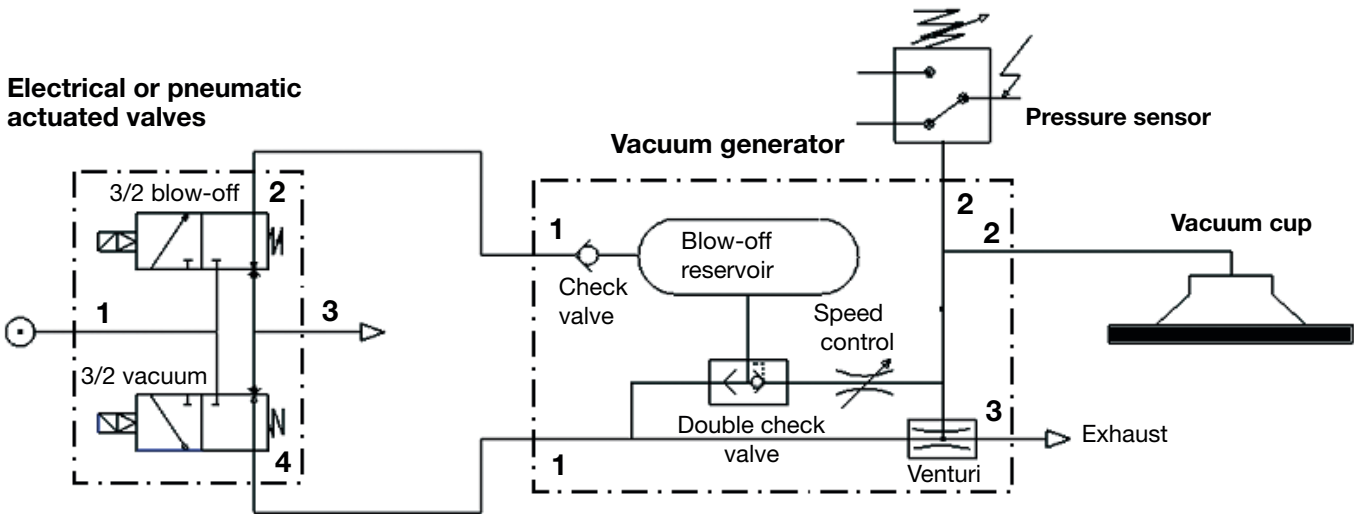 Electrical or pneumatic
actuated valves
3/2 blow-off
2
1
3
3/2 vacuum
4
Vacuum generator
Pressure sensor
1
Check
valve
Blow-off
reservoir
2
2
Vacuum cup
Speed
control
Double check
valve
1
3
Venturi
Exhaust